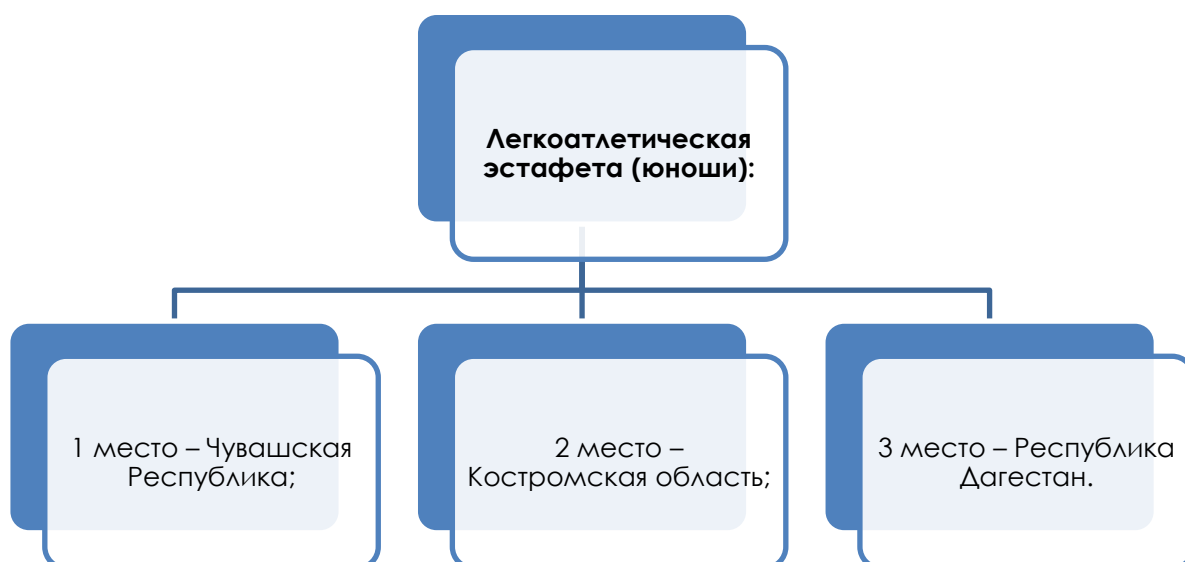 Легкоатлетическая
эстафета (юноши):
1 место – Чувашская
Республика;
2 место –
Костромская область;
3 место – Республика
Дагестан.